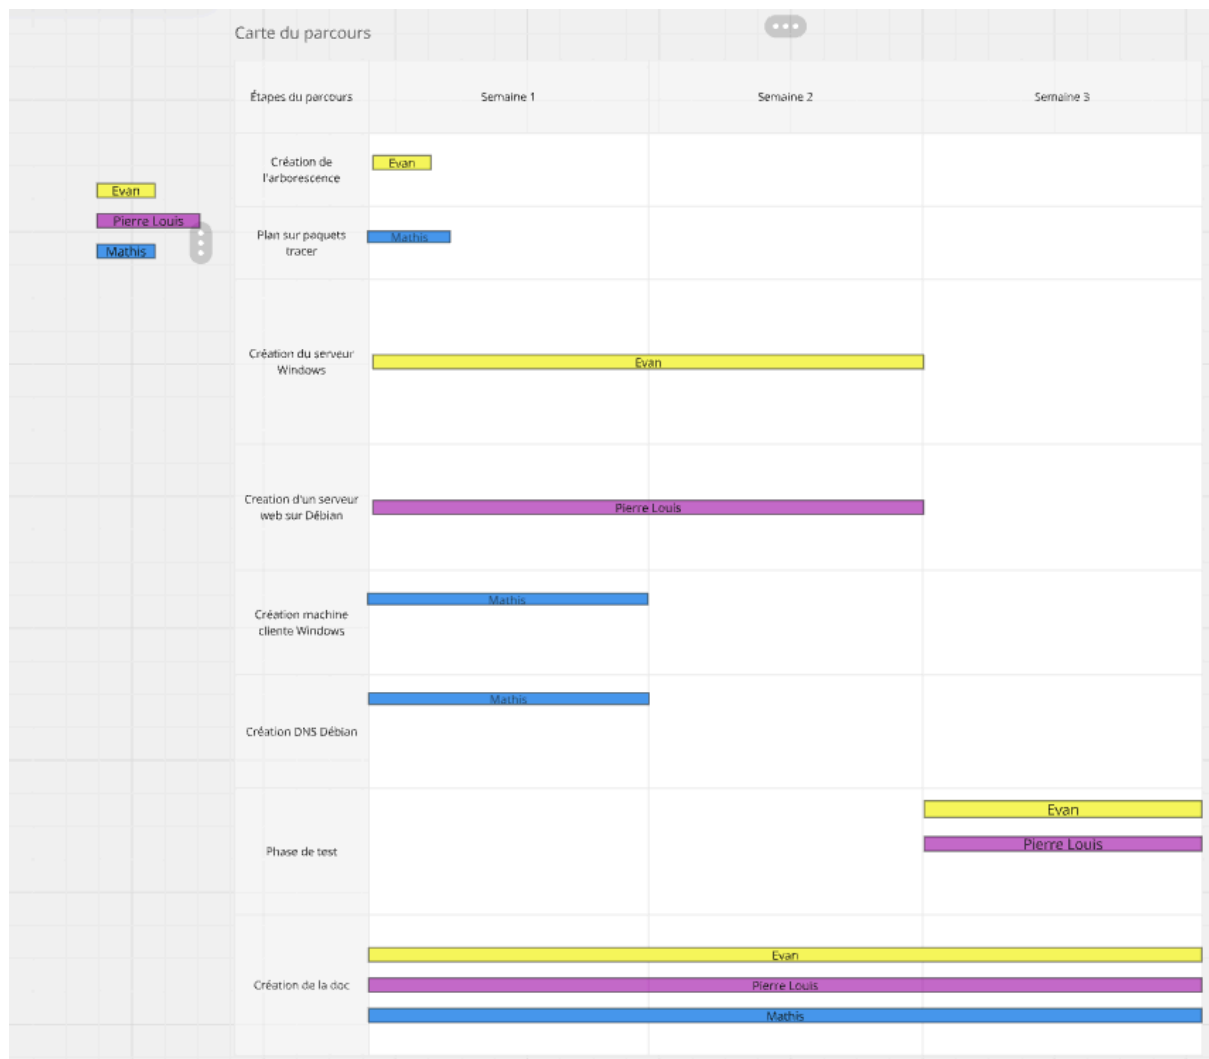 Carte du parcours
Étapes du parcours
Semaine 1
Semaine 2
Semaine 3
Evan
Pierre Louis
Mathis
Création de
l'arborescence
Evan
Plan sur paquets
tracer
Mathis
Création du serveur
Windows
Evan
Creation d'un serveur
web sur Débian
Pierre Louis
Création machine
cliente Windows
Mathis
Création DNS Débian
Mathis
Phase de test
Evan
Pierre Louis
Création de la doc
Evan
Pierre Louis
Mathis